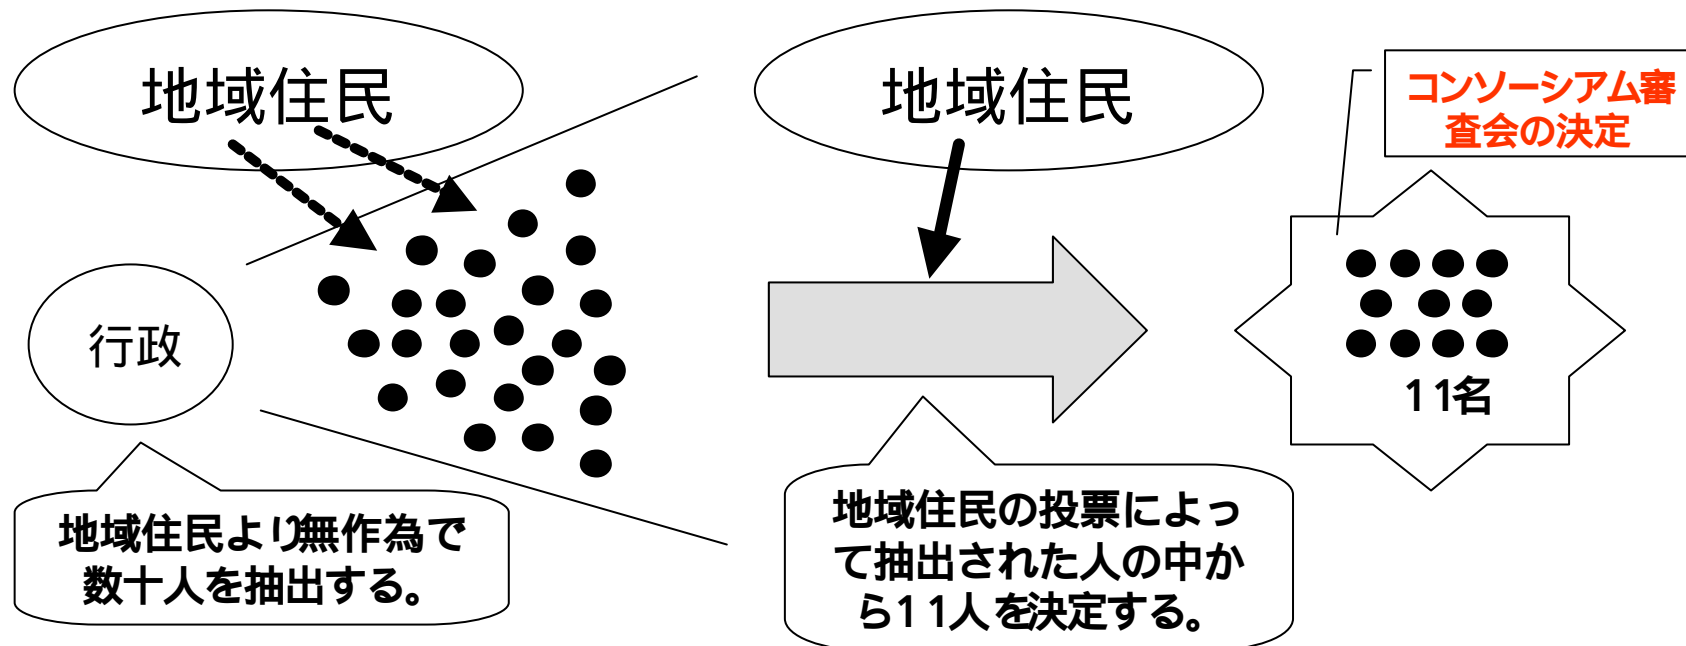 地域住民
地域住民
コンソーシアム審
査会の決定
行政
11名
地域住民より無作為で
数十人を抽出する。
地域住民の投票によっ
て抽出された人の中か
ら11人を決定する。